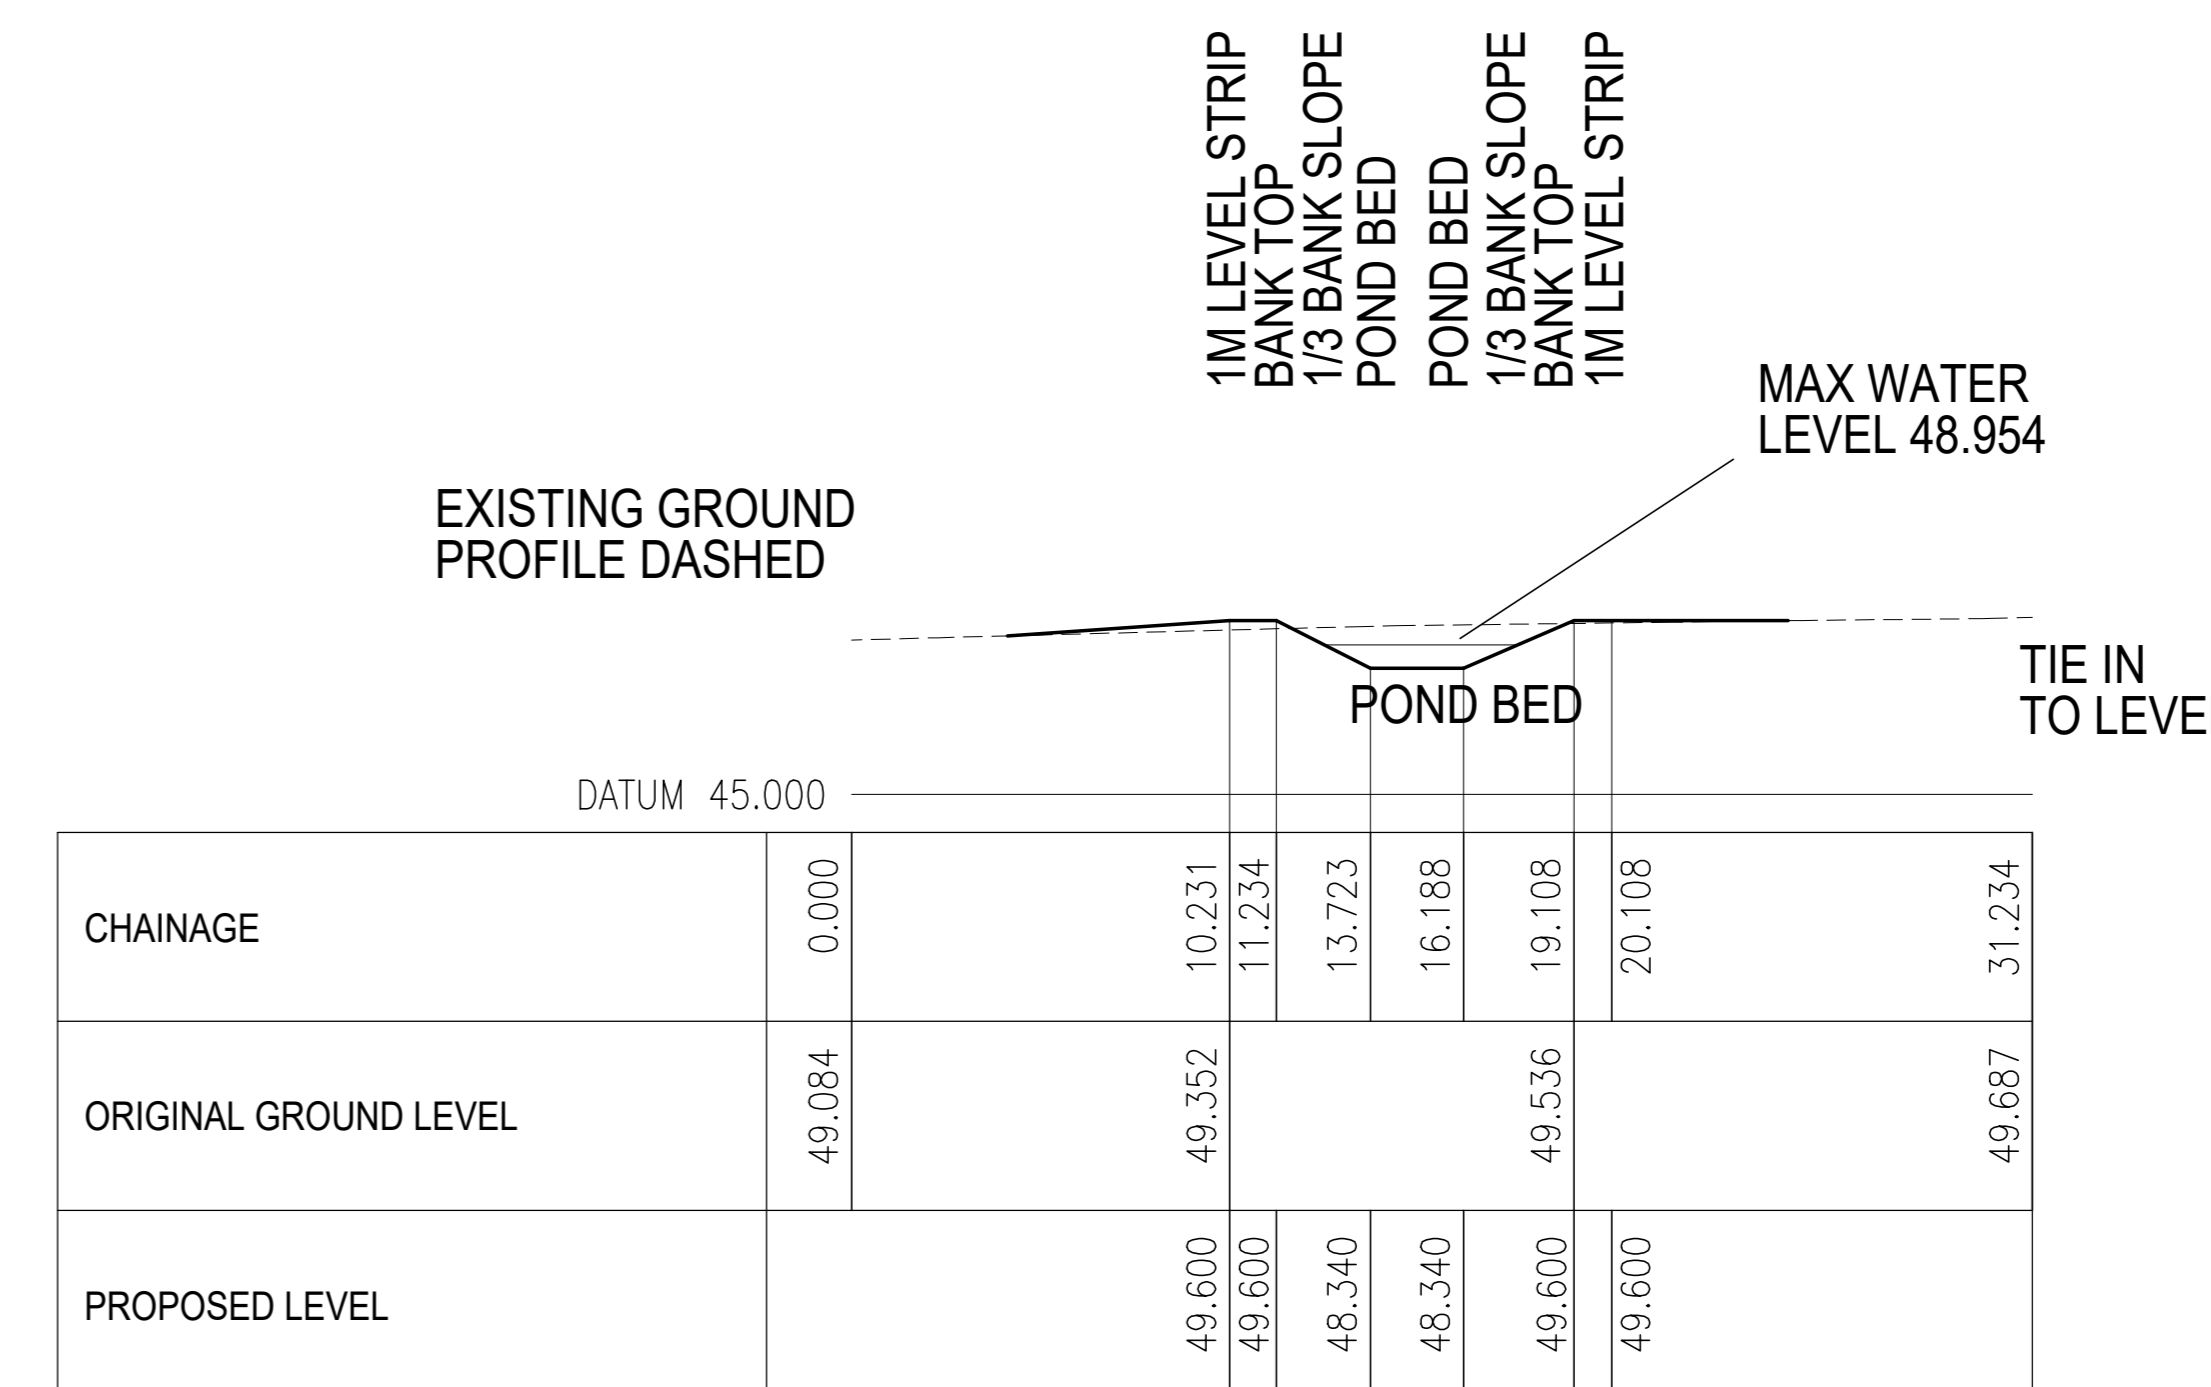 1M LEVEL STRIP
BANK TOP
1/3 BANK SLOPE
POND BED
POND BED
1/3 BANK SLOPE
BANK TOP
1M LEVEL STRIP
MAX WATER
LEVEL 48.954
EXISTING GROUND
PROFILE DASHED
TIE IN
TO LEVE
POND BED
DATUM 45.000
CHAINAGE 0.000 10.231 11.234 13.723 16.188 19.108 20.108 31.234
ORIGINAL GROUND LEVEL 49.084 49.352 49.536 49.687
PROPOSED LEVEL 49.600 49.600 48.340 48.340 49.600 49.600